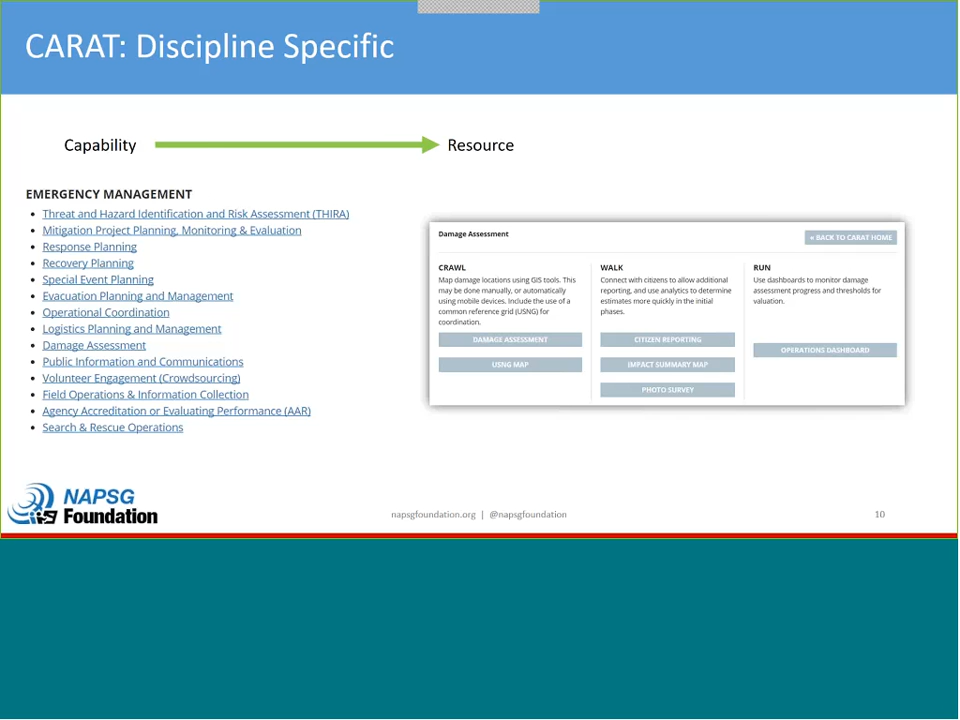 CARAT: Discipline Specific
Capability
Resource
EMERGENCY MANAGEMENT
Threat and Hazard Identification and Risk Assessment (THIRA)
Mitigation Project Planning, Monitoring & Evaluation
Response Planning
Recovery Planning
Special Event Planning
Evacuation Planning and Management
Operational Coordination
Logistics Planning and Management
Damage Assessment
Public Information and Communications
Volunteer Engagement (Crowdsourcing)
Field Operations & Information Collection
Agency Accreditation or Evaluating Performance (AAR)
Search & Rescue Operations
Damage Assessment
« BACK TO CARAT HOME
CRAWL
Map damage locations using GIS tools. This
may be done manually, or automatically
using mobile devices. Include the use of a
common reference grid (USNG) for
coordination.
DAMAGE ASSESSMENT
USNG MAP
WALK
Connect with citizens to allow additional
reporting, and use analytics to determine
estimates more quickly in the initial
phases.
CITIZEN REPORTING
IMPACT SUMMARY MAP
PHOTO SURVEY
RUN
Use dashboards to monitor damage
assessment progress and thresholds for
valuation.
OPERATIONS DASHBOARD
NAPSG
Foundation
napsgfoundation.org | @napsgfoundation
10